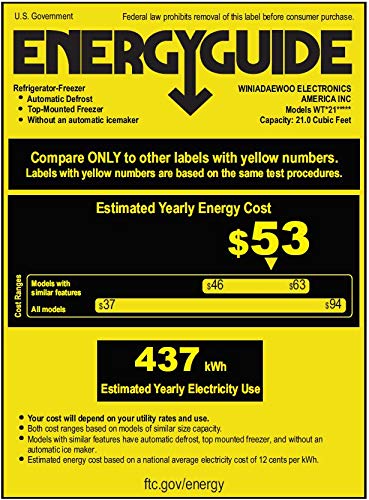 U.S. Government Federal law prohibits removal of this label before consumer purchase.
ENERGYGUIDE
Refrigerator-Freezer
• Automatic Defrost
• Top-Mounted Freezer
• Without an automatic icemaker
WINIADAEWOO ELECTRONICS
AMERICA INC
Models WT*21*****
Capacity: 21.0 Cubic Feet
Compare ONLY to other labels with yellow numbers.
Labels with yellow numbers are based on the same test procedures.
Estimated Yearly Energy Cost
$53
Cost Ranges
Models with
similar features
$46 $63
All models
$37 $94
437 kWh
Estimated Yearly Electricity Use
• Your cost will depend on your utility rates and use.
• Both cost ranges based on models of similar size capacity.
• Models with similar features have automatic defrost, top mounted freezer, and without an
automatic ice maker.
• Estimated energy cost based on a national average electricity cost of 12 cents per kWh.
ftc.gov/energy